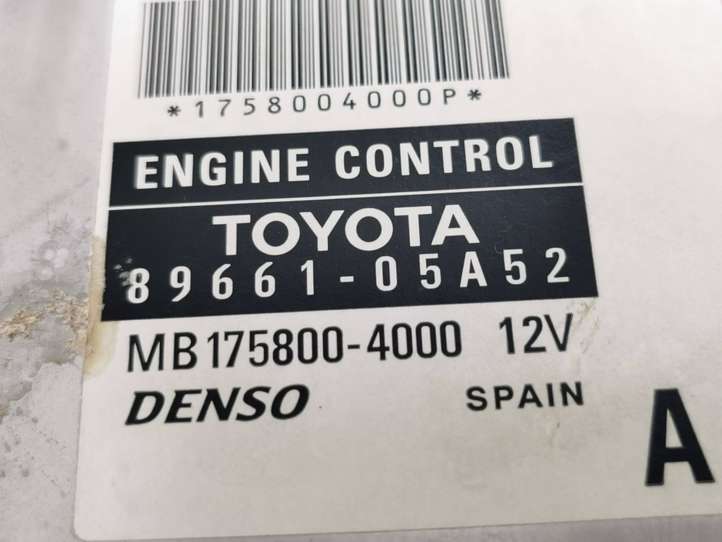 *1758004000P*
ENGINE CONTROL
TOYOTA
89661-05A52
MB175800-4000 12V
DENSO SPAIN
A